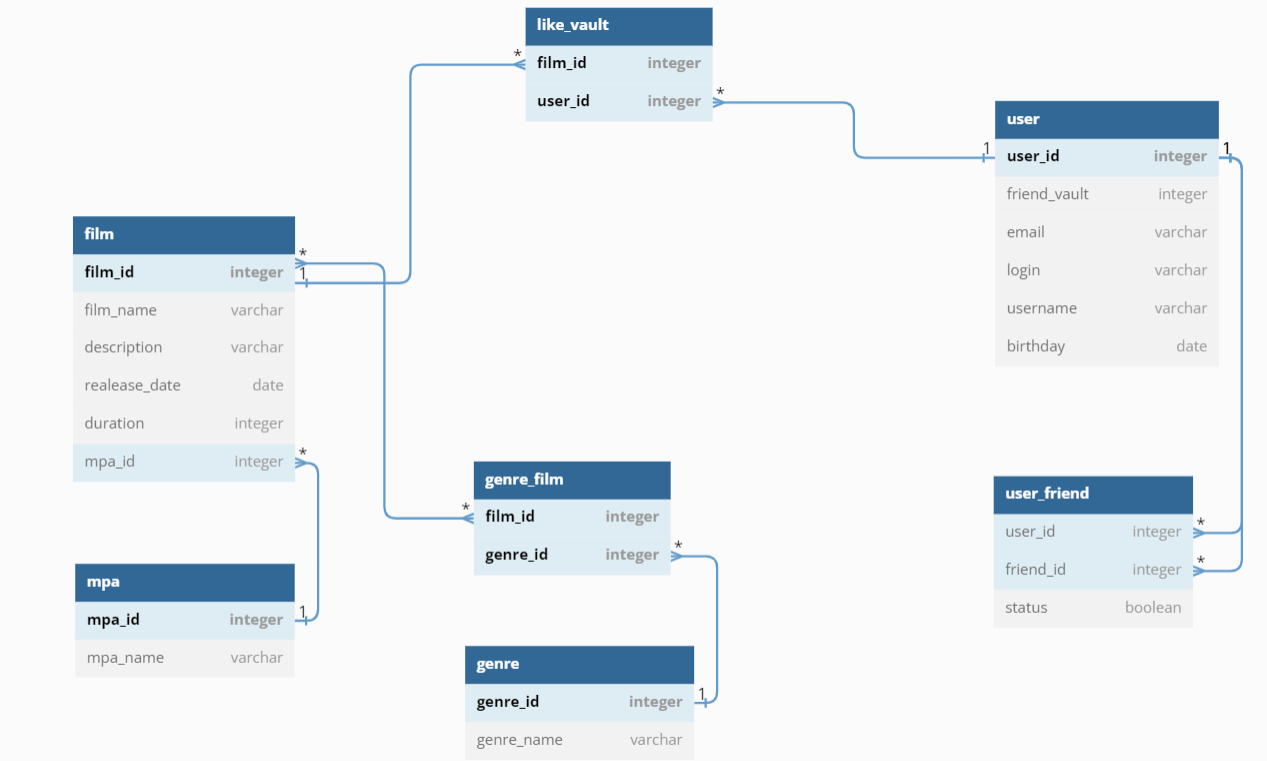 like_vault
* film_id integer
user_id integer *
user
1 user_id integer 1
friend_vault integer
email varchar
login varchar
username varchar
birthday date
film
*
film_id integer 1
film_name varchar
description varchar
realease_date date
duration integer
mpa_id integer *
genre_film
* film_id integer
genre_id integer *
user_friend
user_id integer *
friend_id integer *
status boolean
mpa
mpa_id integer 1
mpa_name varchar
genre
genre_id integer 1
genre_name varchar